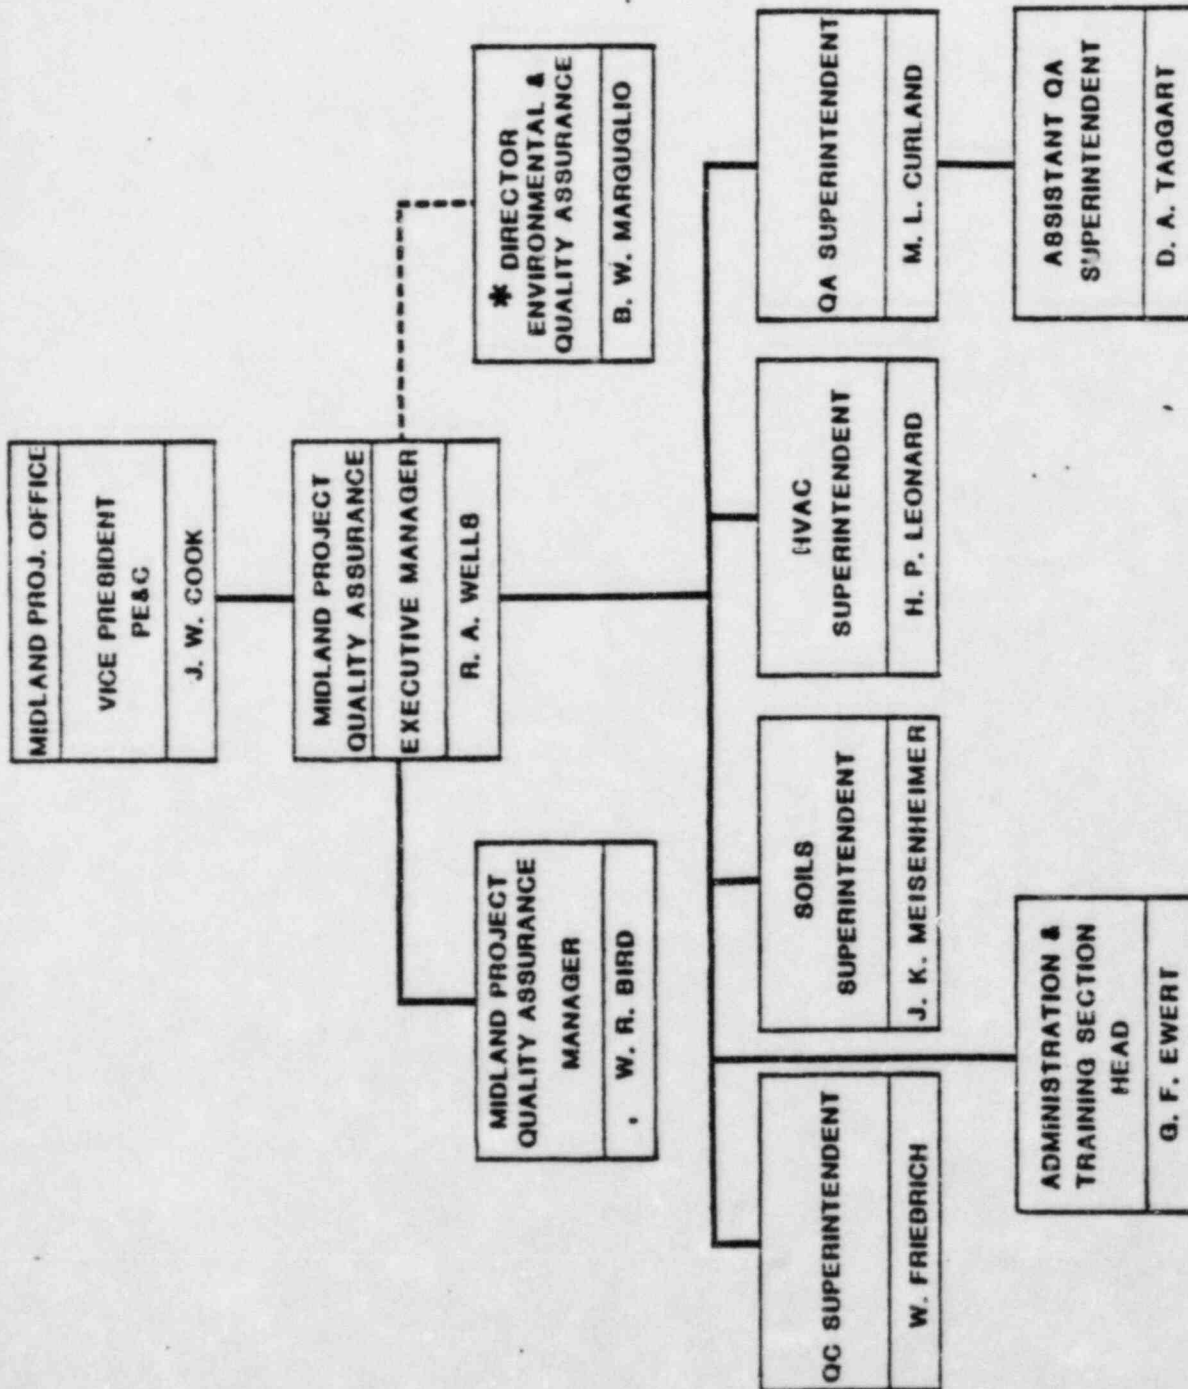 MIDLAND PROJ. OFFICE
VICE PRESIDENT
PE&C
J. W. COOK
MIDLAND PROJECT
QUALITY ASSURANCE
EXECUTIVE MANAGER
R. A. WELLS
MIDLAND PROJECT
QUALITY ASSURANCE
MANAGER
W. R. BIRD
* DIRECTOR
ENVIRONMENTAL &
QUALITY ASSURANCE
B. W. MARGUGLIO
QC SUPERINTENDENT
W. FRIEDRICH
SOILS
SUPERINTENDENT
J. K. MEISENHEIMER
HVAC
SUPERINTENDENT
H. P. LEONARD
QA SUPERINTENDENT
M. L. CURLAND
ADMINISTRATION &
TRAINING SECTION
HEAD
G. F. EWERT
ASSISTANT QA
SUPERINTENDENT
D. A. TAGGART